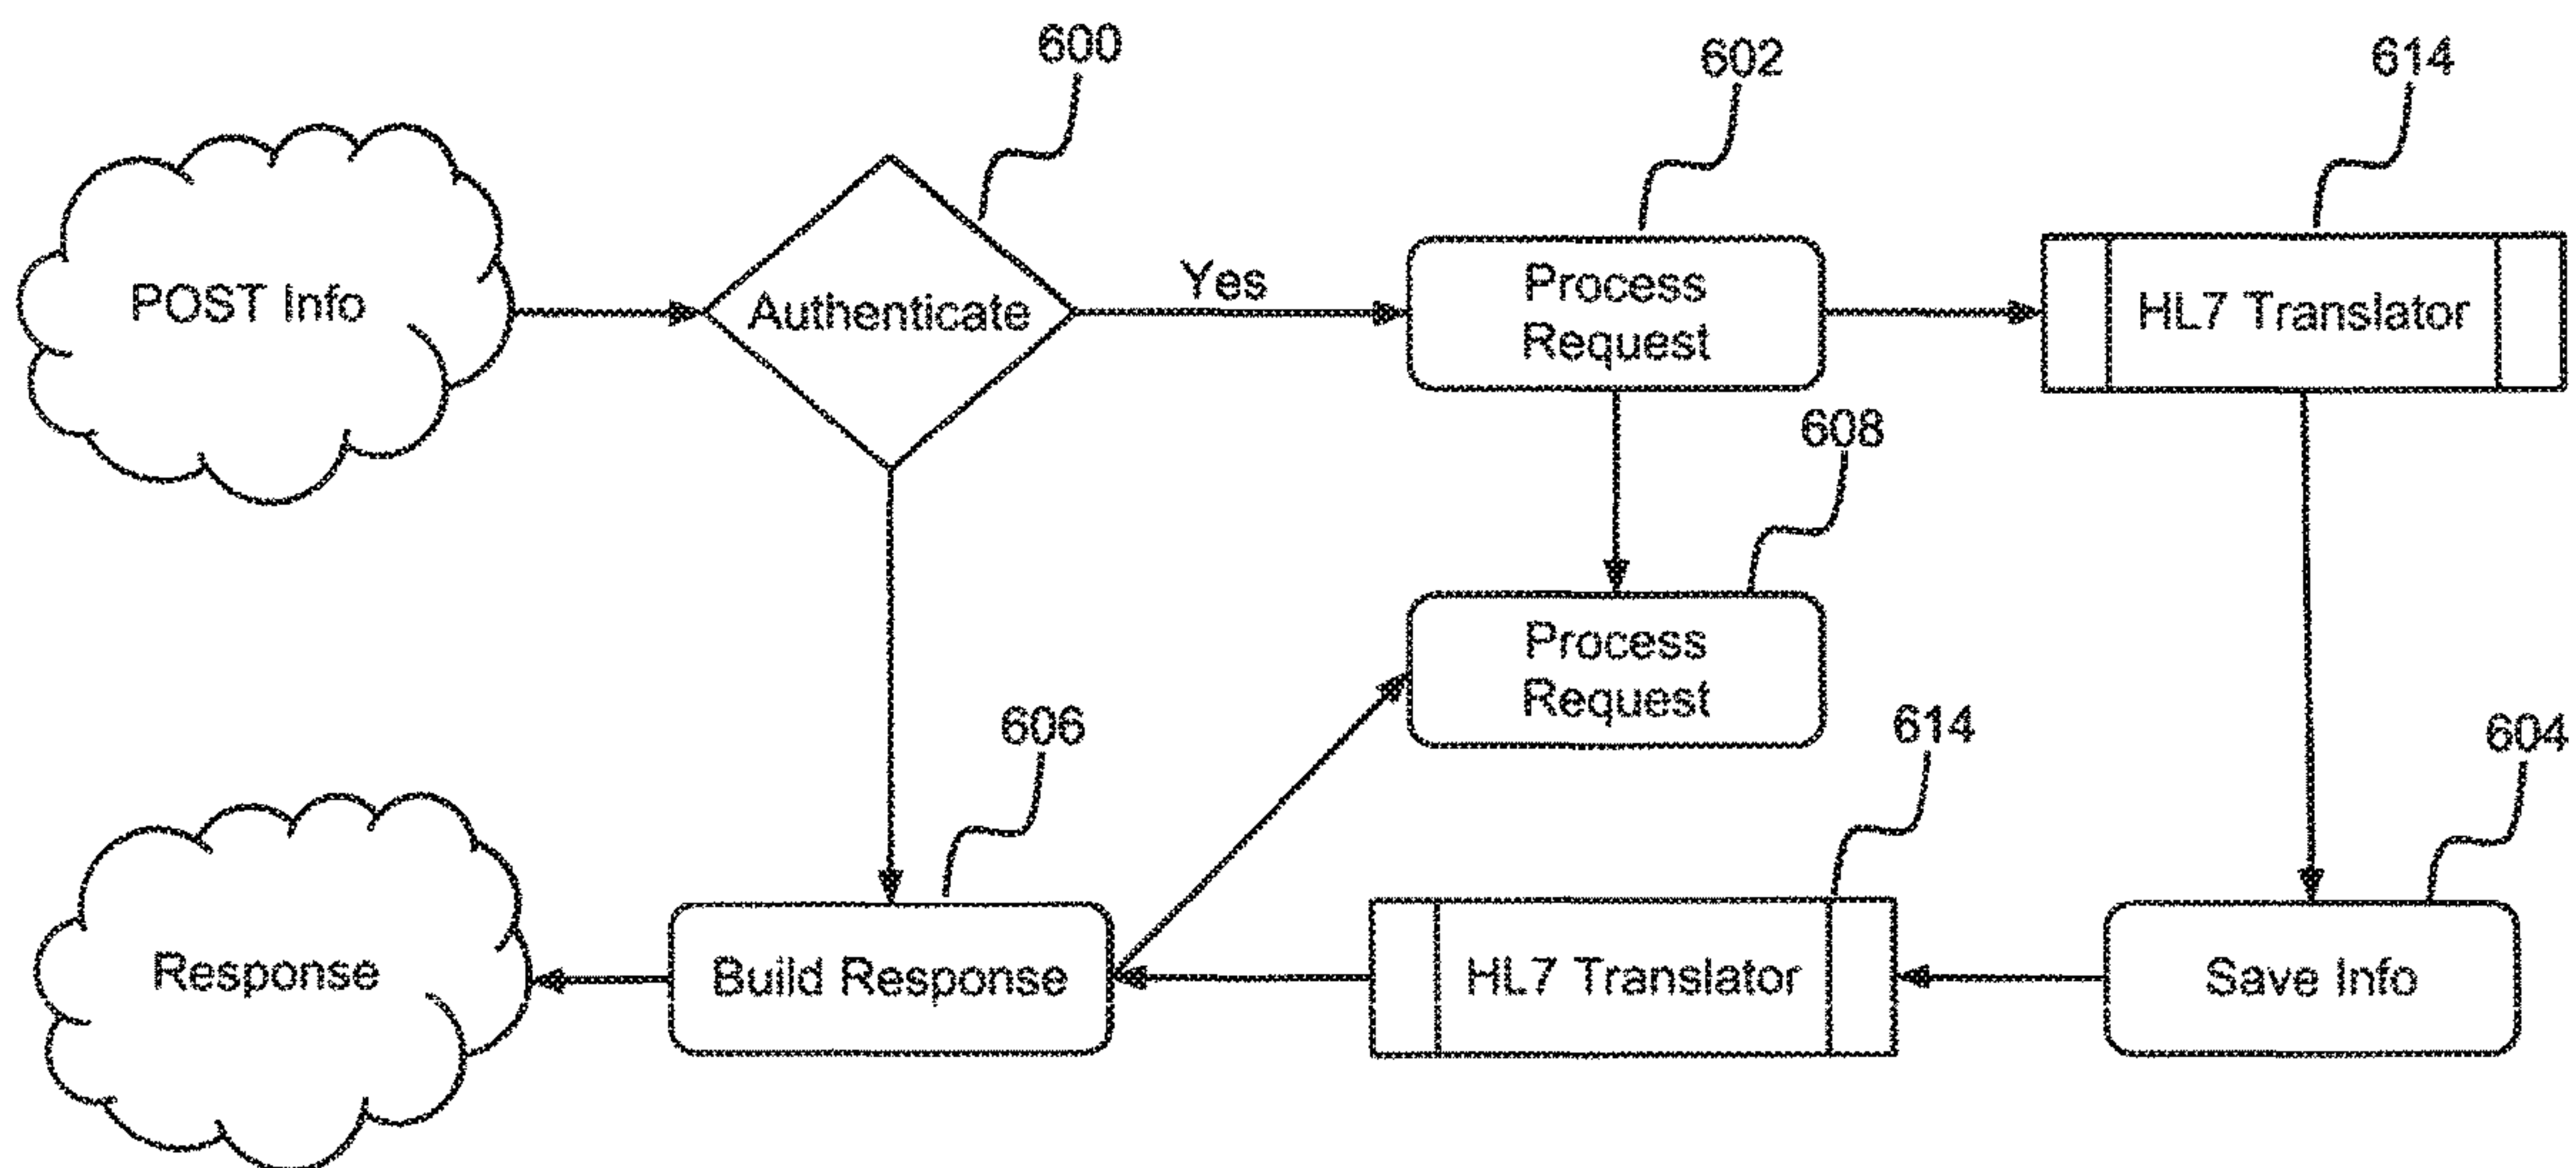 600
602
614
POST Info
Authenticate
Yes
Process
Request
HL7 Translator
608
Process
Request
606
614
604
Response
Build Response
HL7 Translator
Save Info